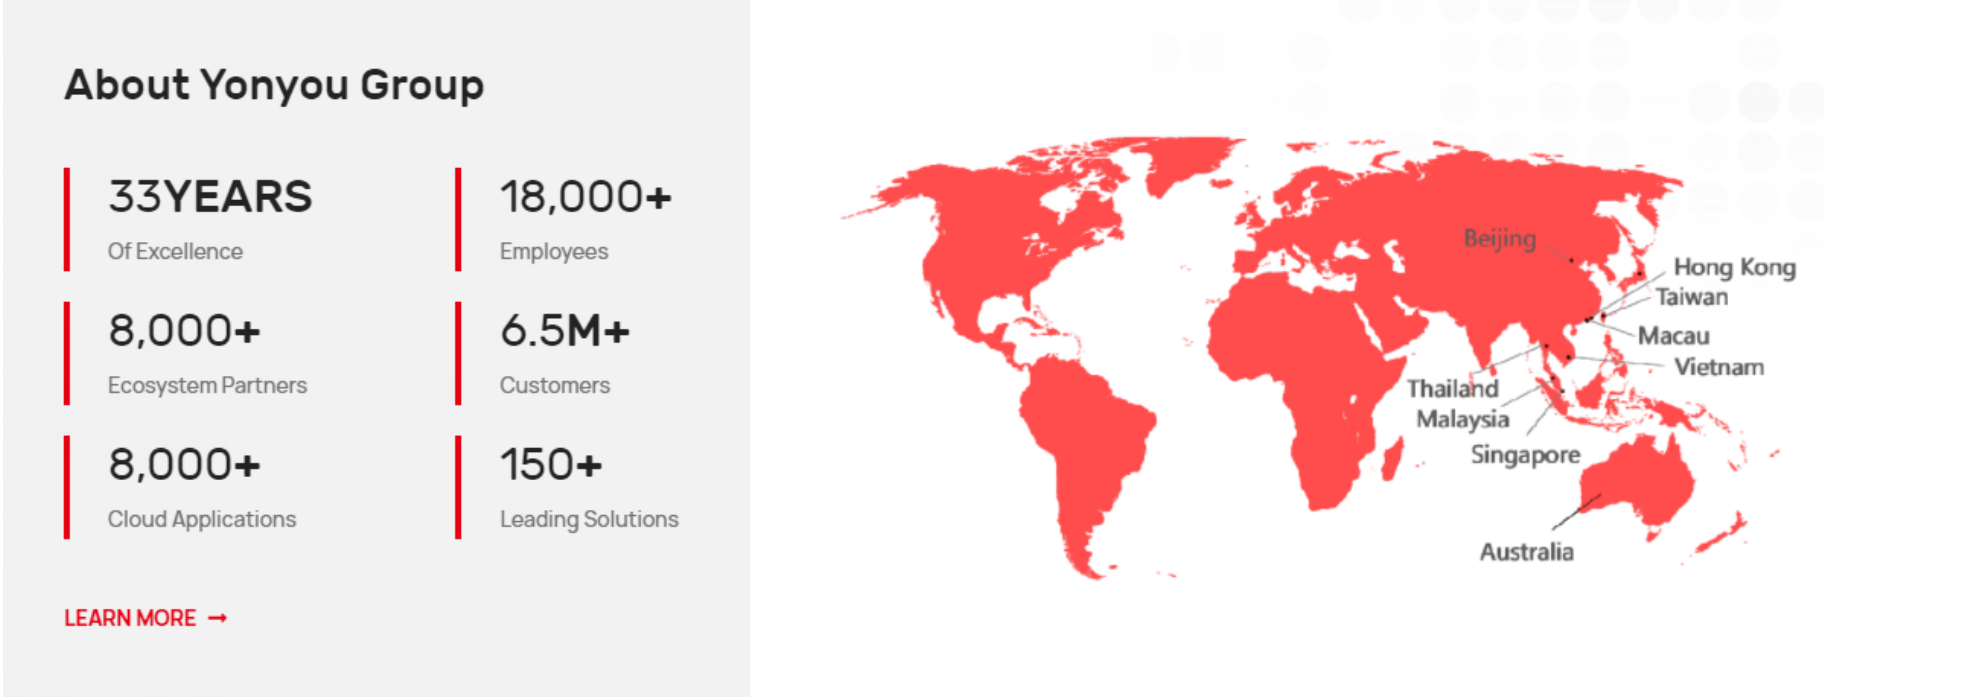 About Yonyou Group
33YEARS
Of Excellence
18,000+
Employees
8,000+
Ecosystem Partners
6.5M+
Customers
8,000+
Cloud Applications
150+
Leading Solutions
LEARN MORE →
Beijing
Hong Kong
Taiwan
Macau
Vietnam
Thailand
Malaysia
Singapore
Australia